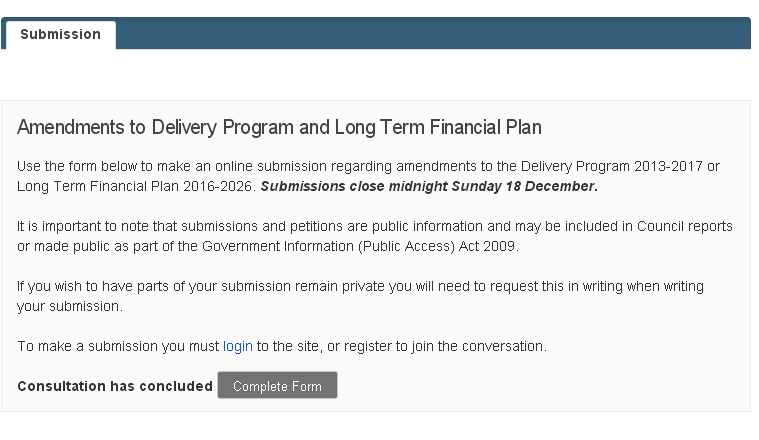 Submission
Amendments to Delivery Program and Long Term Financial Plan
Use the form below to make an online submission regarding amendments to the Delivery Program 2013-2017 or
Long Term Financial Plan 2016-2026. Submissions close midnight Sunday 18 December.
It is important to note that submissions and petitions are public information and may be included in Council reports
or made public as part of the Government Information (Public Access) Act 2009.
If you wish to have parts of your submission remain private you will need to request this in writing when writing
your submission.
To make a submission you must login to the site, or register to join the conversation.
Consultation has concluded Complete Form